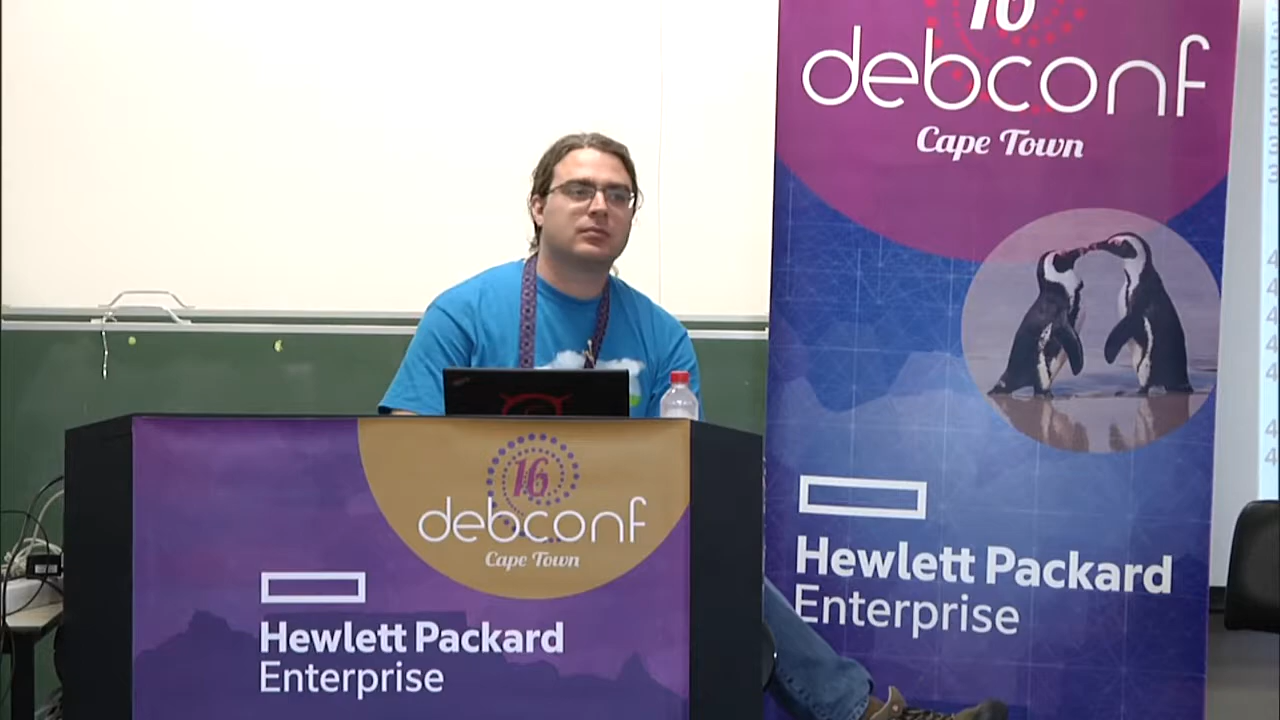 16
debconf
Cape Town
Hewlett Packard
Enterprise
16
debconf
Cape Town
Hewlett Packard
Enterprise